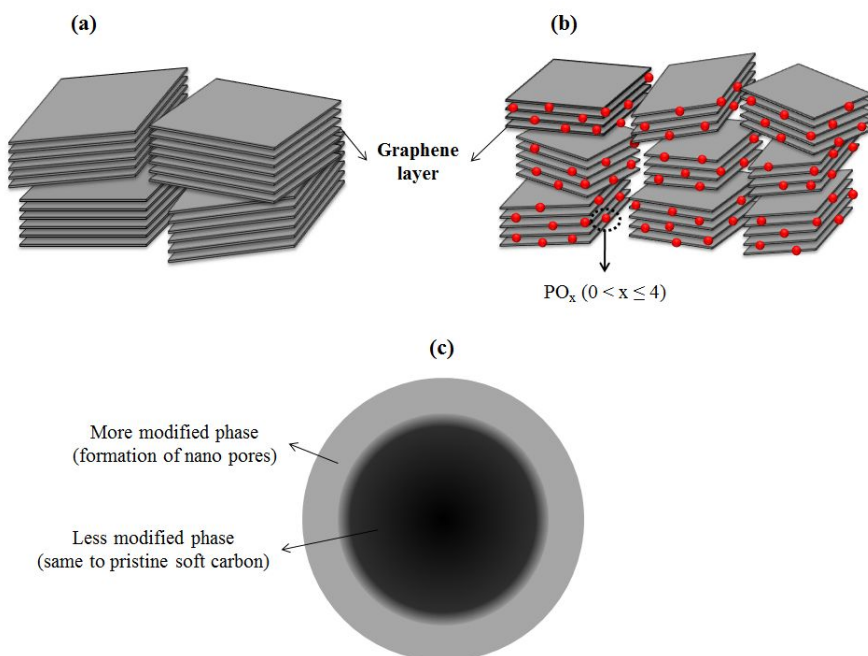 (a)
(b)
Graphene
layer
POx (0 < x ≤ 4)
(c)
More modified phase
(formation of nano pores)
Less modified phase
(same to pristine soft carbon)